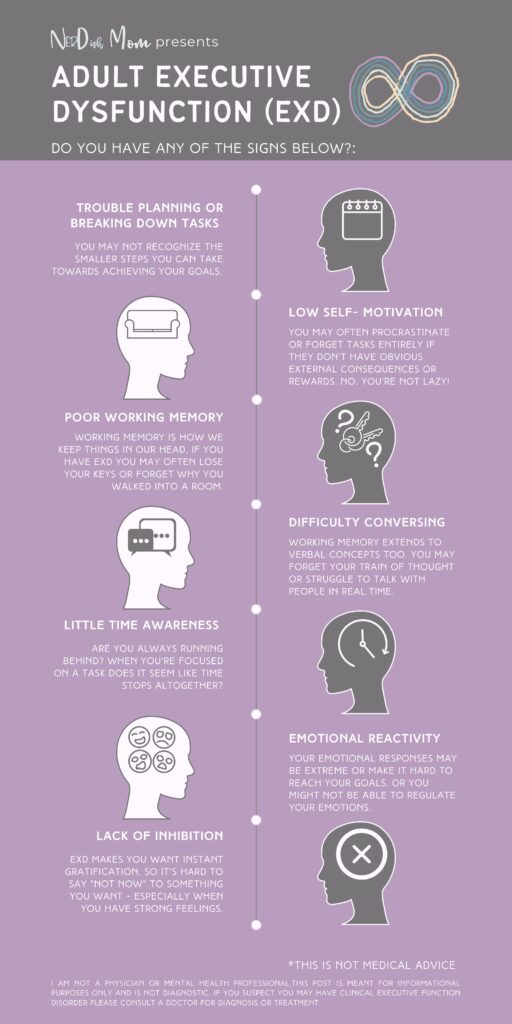 NERDish Mom presents
ADULT EXECUTIVE
DYSFUNCTION (EXD)
DO YOU HAVE ANY OF THE SIGNS BELOW?:
TROUBLE PLANNING OR
BREAKING DOWN TASKS
YOU MAY NOT RECOGNIZE THE
SMALLER STEPS YOU CAN TAKE
TOWARDS ACHIEVING YOUR GOALS.
LOW SELF- MOTIVATION
YOU MAY OFTEN PROCRASTINATE
OR FORGET TASKS ENTIRELY IF
THEY DON'T HAVE OBVIOUS
EXTERNAL CONSEQUENCES OR
REWARDS. NO, YOU'RE NOT LAZY!
POOR WORKING MEMORY
WORKING MEMORY IS HOW WE
KEEP THINGS IN OUR HEAD, IF YOU
HAVE EXD YOU MAY OFTEN LOSE
YOUR KEYS OR FORGET WHY YOU
WALKED INTO A ROOM.
? ?
DIFFICULTY CONVERSING
WORKING MEMORY EXTENDS TO
VERBAL CONCEPTS TOO. YOU MAY
FORGET YOUR TRAIN OF THOUGHT
OR STRUGGLE TO TALK WITH
PEOPLE IN REAL TIME.
LITTLE TIME AWARENESS
ARE YOU ALWAYS RUNNING
BEHIND? WHEN YOU'RE FOCUSED
ON A TASK DOES IT SEEM LIKE TIME
STOPS ALTOGETHER?
EMOTIONAL REACTIVITY
YOUR EMOTIONAL RESPONSES MAY
BE EXTREME OR MAKE IT HARD TO
REACH YOUR GOALS, OR YOU
MIGHT NOT BE ABLE TO REGULATE
YOUR EMOTIONS.
LACK OF INHIBITION
EXD MAKES YOU WANT INSTANT
GRATIFICATION, SO IT'S HARD TO
SAY "NOT NOW" TO SOMETHING
YOU WANT - ESPECIALLY WHEN
YOU HAVE STRONG FEELINGS.
*THIS IS NOT MEDICAL ADVICE
I AM NOT A PHYSICIAN OR MENTAL HEALTH PROFESSIONAL.THIS POST IS MEANT FOR INFORMATIONAL
PURPOSES ONLY AND IS NOT DIAGNOSTIC. IF YOU SUSPECT YOU MAY HAVE CLINICAL EXECUTIVE FUNCTION
DISORDER PLEASE CONSULT A DOCTOR FOR DIAGNOSIS OR TREATMENT.